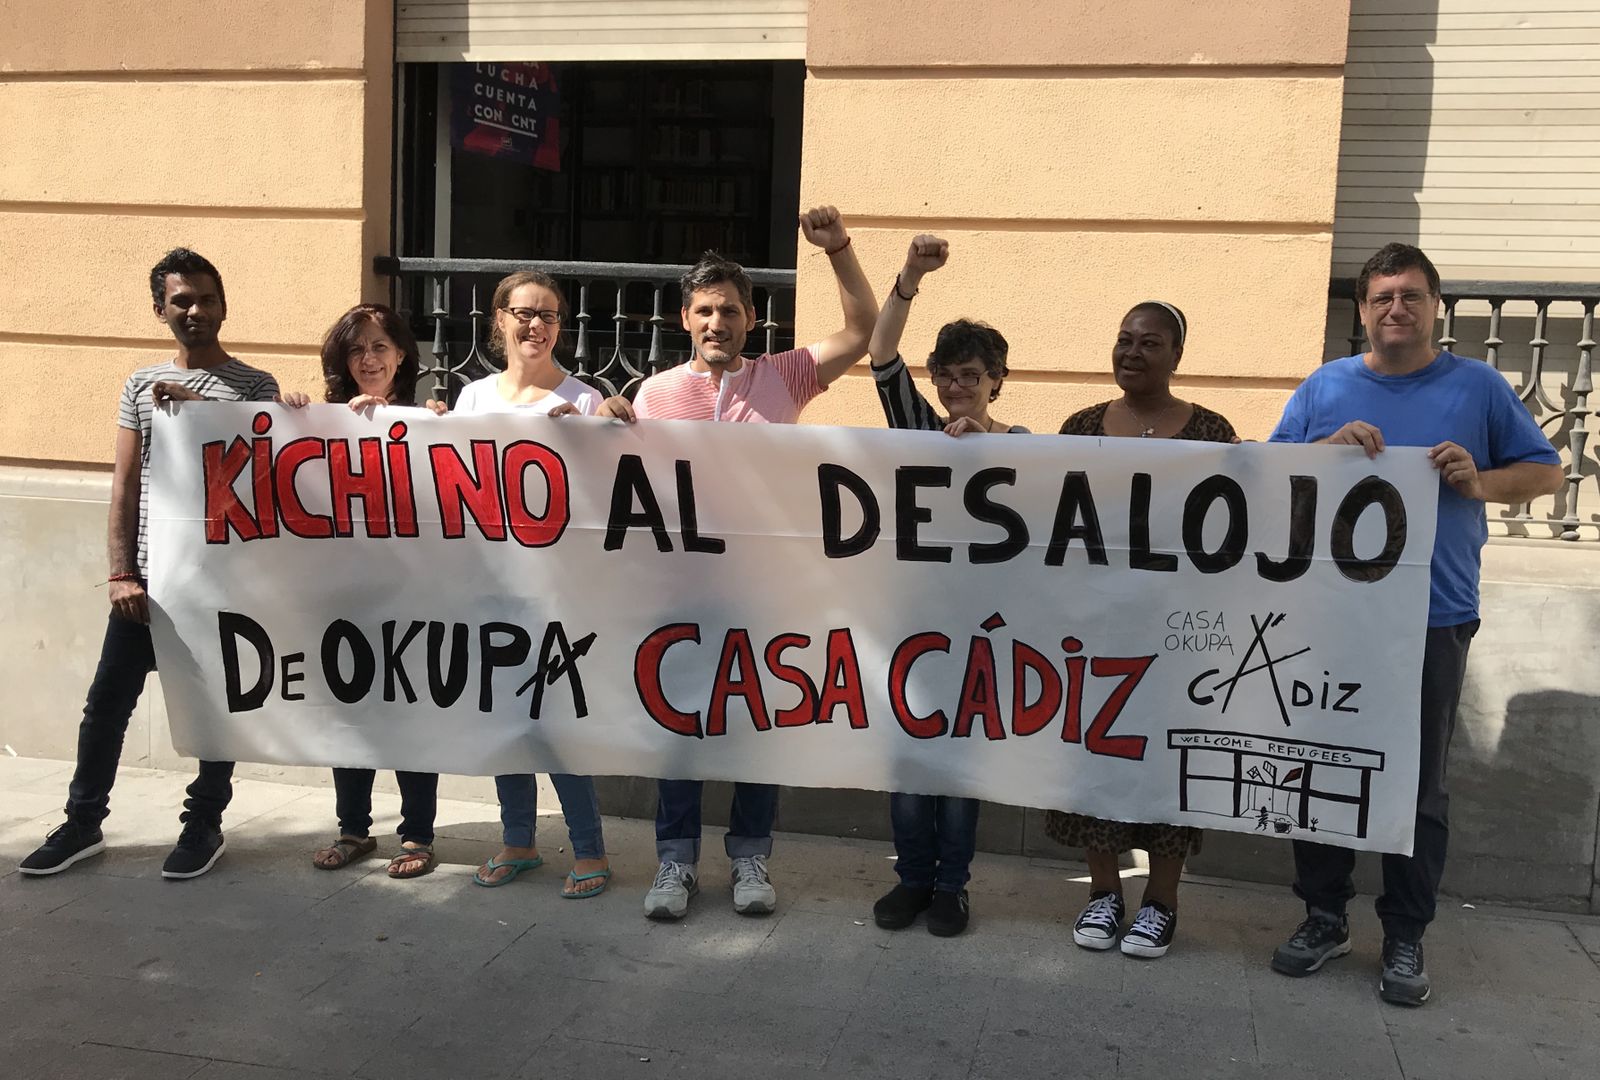 LUCHA
CUENTA
CON CNT
KiCHi NO AL DESALOJO
De OKUPA CASA CÁDiZ
CASA
OKUPA
CÁDiZ
WELCOME REFUGEES